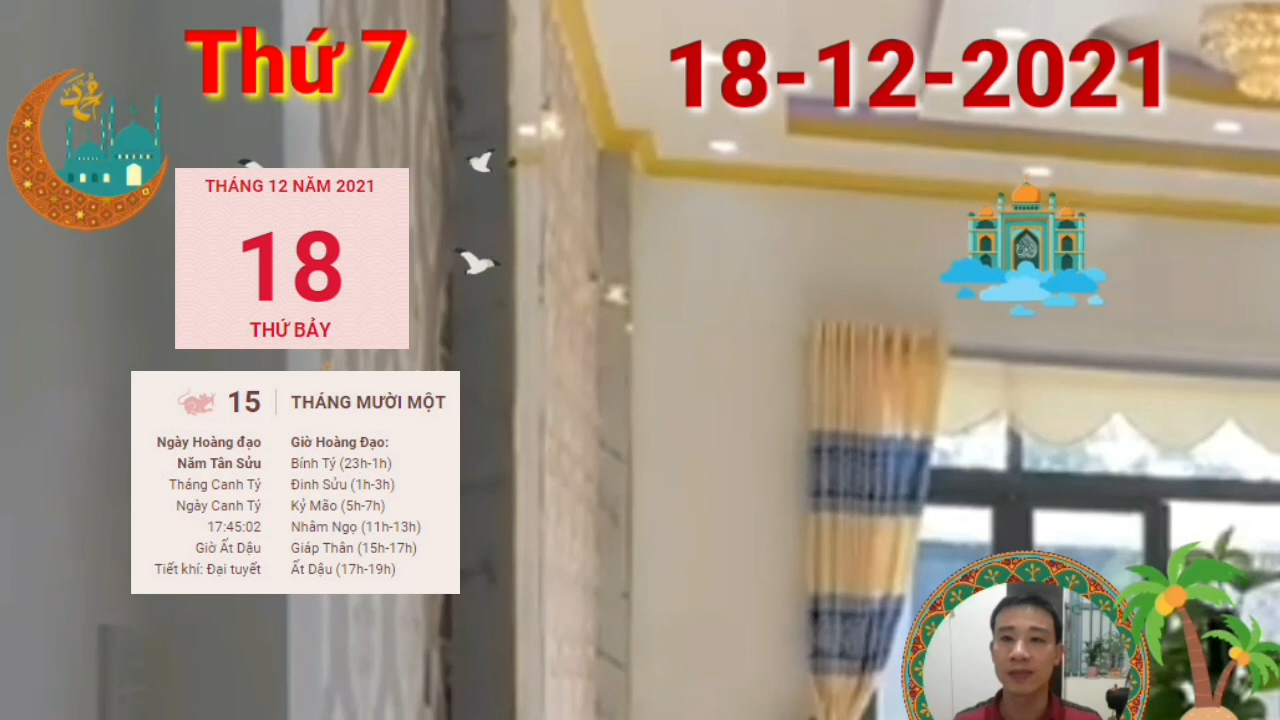 Thứ 7
18-12-2021
THÁNG 12 NĂM 2021
18
THỨ BẢY
15
THÁNG MƯỜI MỘT
Ngày Hoàng đạo
Năm Tân Sửu
Tháng Canh Tý
Ngày Canh Tý
17:45:02
Giờ Ất Dậu
Tiết khí: Đại tuyết
Giờ Hoàng Đạo:
Bính Tý (23h-1h)
Đinh Sửu (1h-3h)
Kỷ Mão (5h-7h)
Nhâm Ngọ (11h-13h)
Giáp Thân (15h-17h)
Ất Dậu (17h-19h)